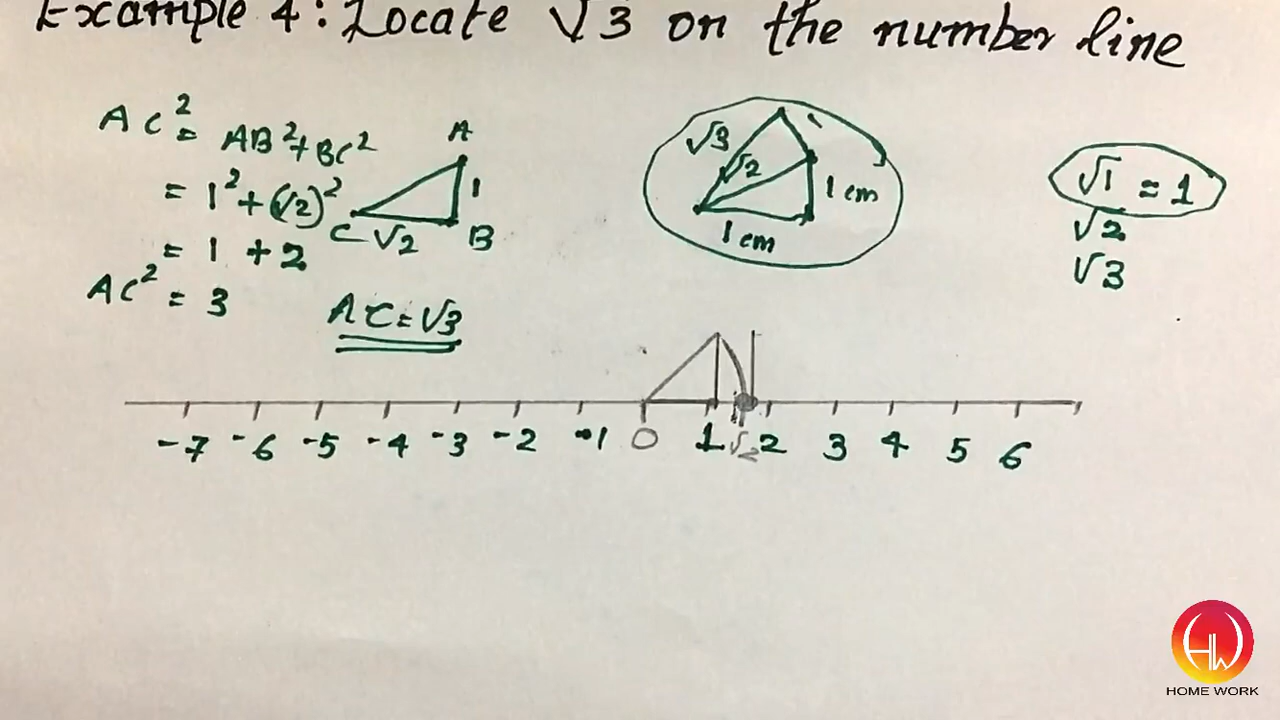 Example 4: Locate √3 on the number line
AC² = AB² + BC²
= 1² + (√2)²
= 1 + 2
AC² = 3
AC = √3
A
1
C √2 B
√3
√2
1 cm
1 cm
√1 = 1
√2
√3
-7 -6 -5 -4 -3 -2 -1 0 1 √2 2 3 4 5 6
HW
HOME WORK